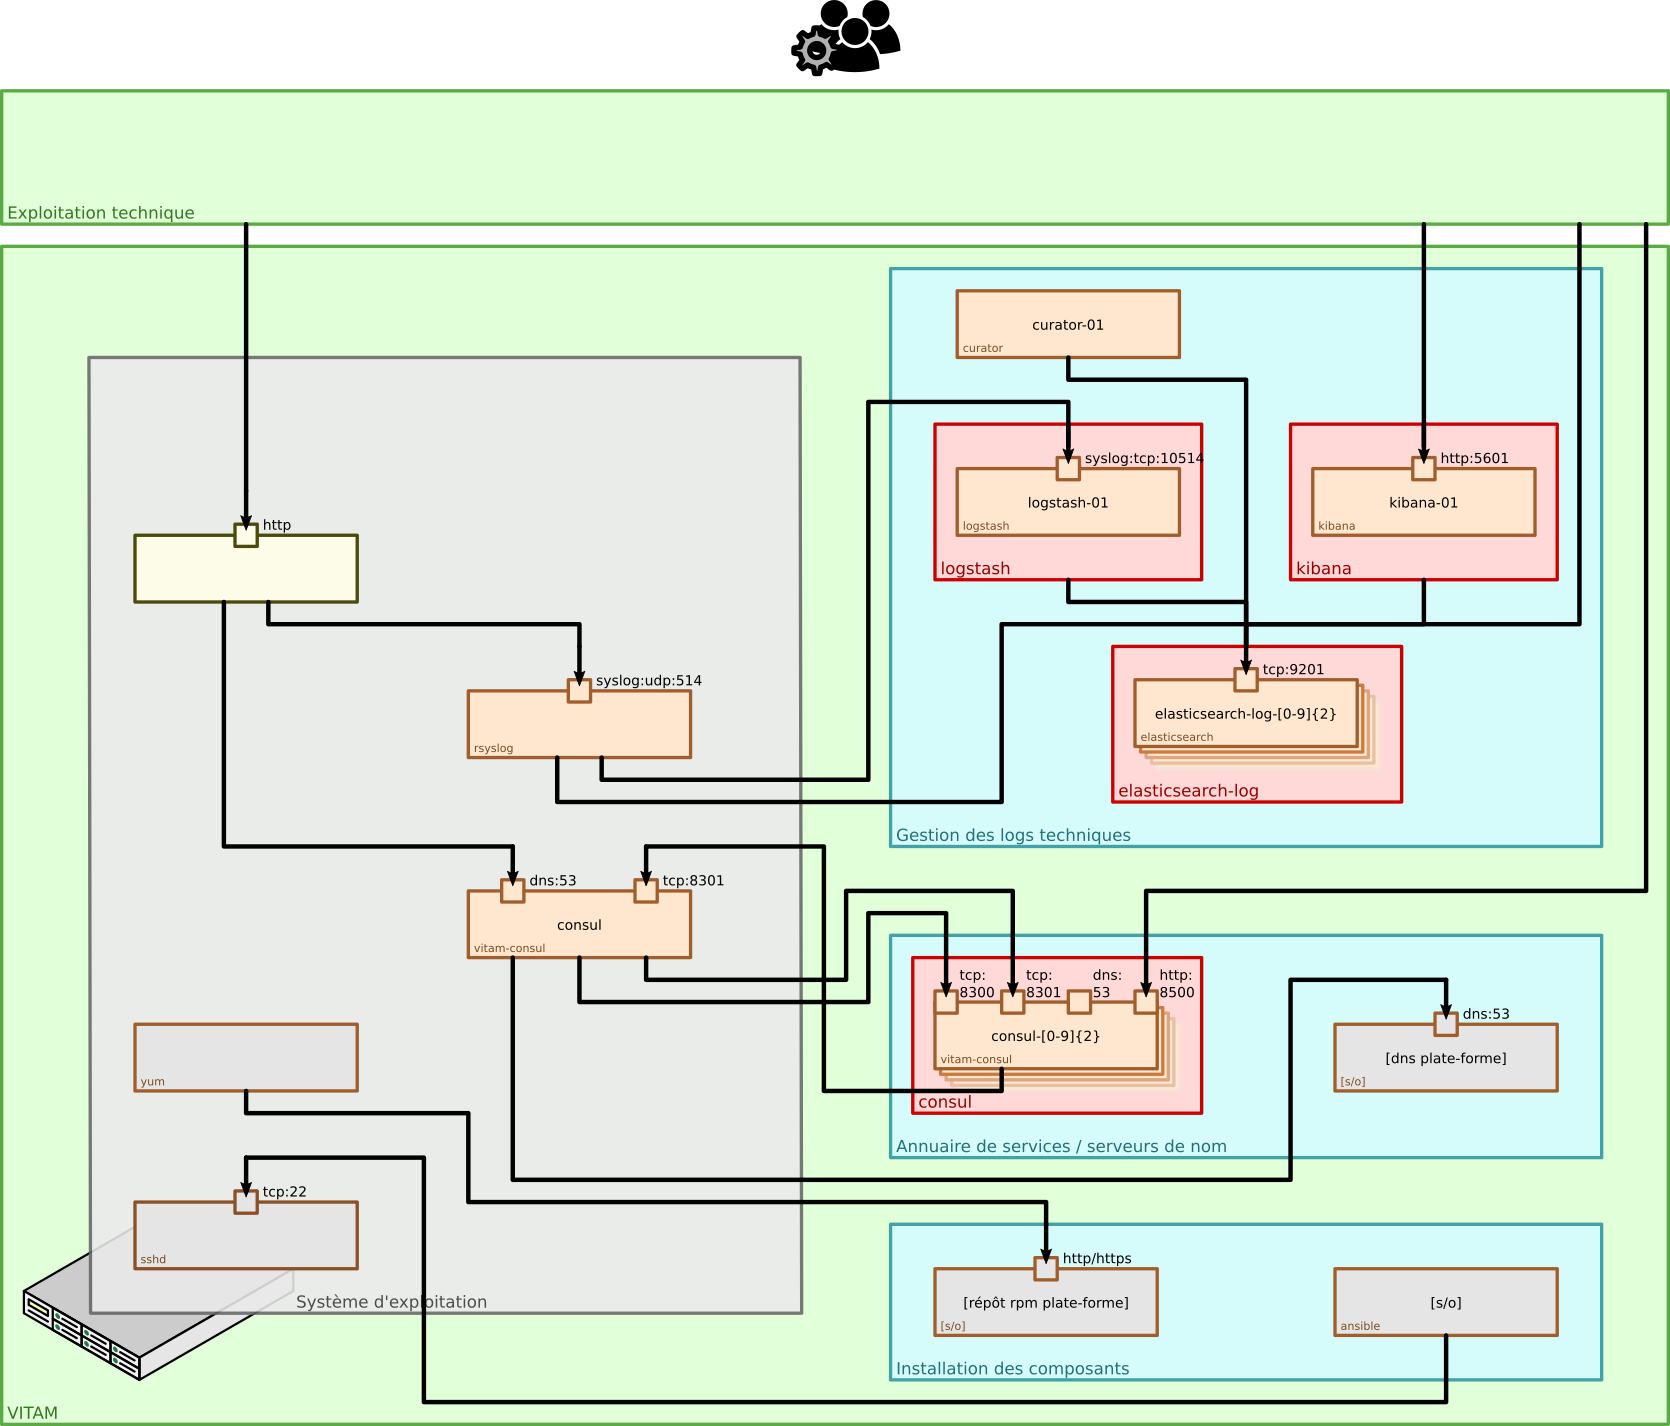 Exploitation technique
curator-01
curator
syslog:tcp:10514
logstash-01
logstash
logstash
http:5601
kibana-01
kibana
kibana
http
syslog:udp:514
rsyslog
tcp:9201
elasticsearch-log-[0-9]{2}
elasticsearch
elasticsearch-log
Gestion des logs techniques
dns:53
tcp:8301
consul
vitam-consul
tcp:
8300
tcp:
8301
dns:
53
http:
8500
consul-[0-9]{2}
vitam-consul
consul
dns:53
[dns plate-forme]
[s/o]
Annuaire de services / serveurs de nom
yum
tcp:22
sshd
Système d'exploitation
http/https
[répôt rpm plate-forme]
[s/o]
[s/o]
ansible
Installation des composants
VITAM